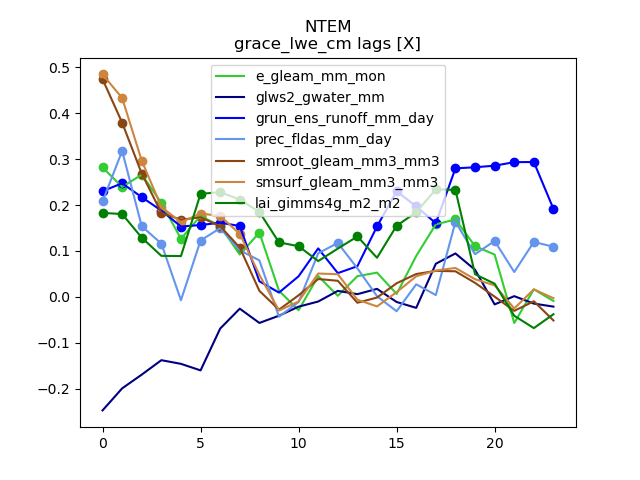 NTEM
grace_lwe_cm lags [X]
0.5
0.4
0.3
0.2
0.1
0.0
−0.1
−0.2
e_gleam_mm_mon
glws2_gwater_mm
grun_ens_runoff_mm_day
prec_fldas_mm_day
smroot_gleam_mm3_mm3
smsurf_gleam_mm3_mm3
lai_gimms4g_m2_m2
0 5 10 15 20